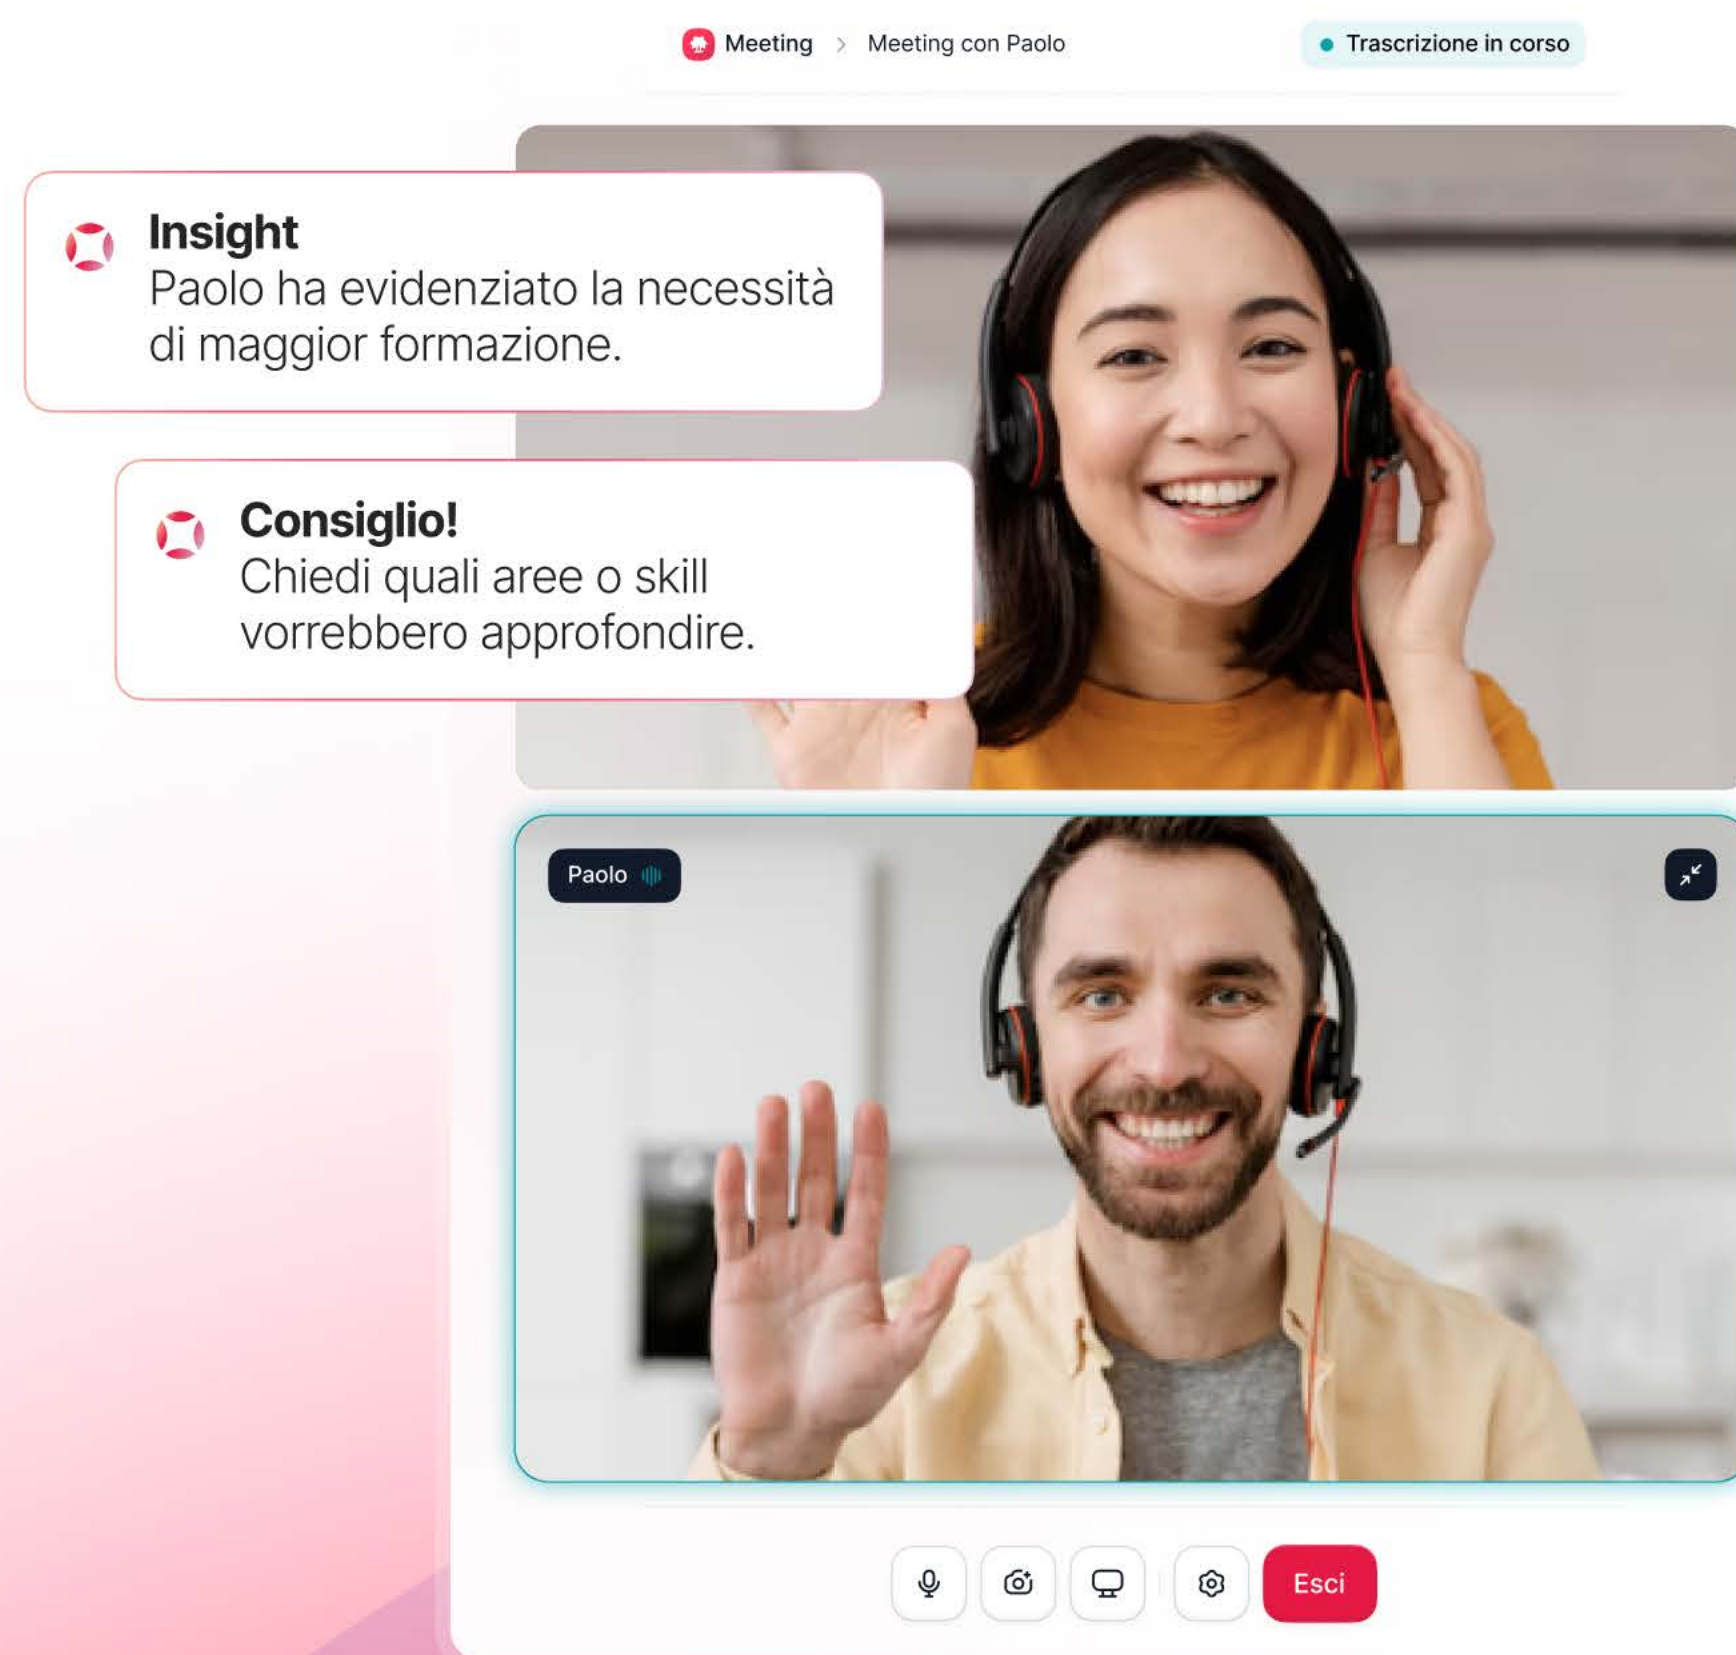 Meeting > Meeting con Paolo
Trascrizione in corso
Insight
Paolo ha evidenziato la necessità
di maggior formazione.
Consiglio!
Chiedi quali aree o skill
vorrebbero approfondire.
Paolo
Esci